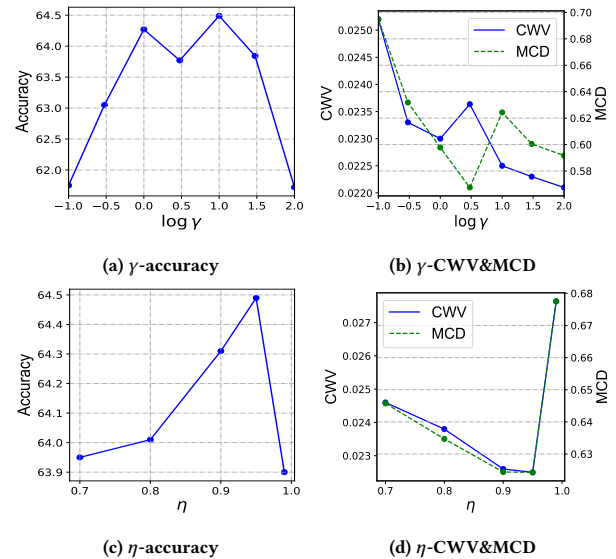 64.5
64.0
63.5
63.0
62.5
62.0
Accuracy
−1.0 −0.5 0.0 0.5 1.0 1.5 2.0
log γ
(a) γ-accuracy
0.0250
0.0245
0.0240
0.0235
0.0230
0.0225
0.0220
CWV
CWV
MCD
0.70
0.68
0.66
0.64
0.62
0.60
0.58
MCD
−1.0 −0.5 0.0 0.5 1.0 1.5 2.0
log γ
(b) γ-CWV&MCD
64.5
64.4
64.3
64.2
64.1
64.0
63.9
Accuracy
0.7 0.8 0.9 1.0
η
(c) η-accuracy
0.027
0.026
0.025
0.024
0.023
CWV
CWV
MCD
0.68
0.67
0.66
0.65
0.64
0.63
MCD
0.7 0.8 0.9 1.0
η
(d) η-CWV&MCD